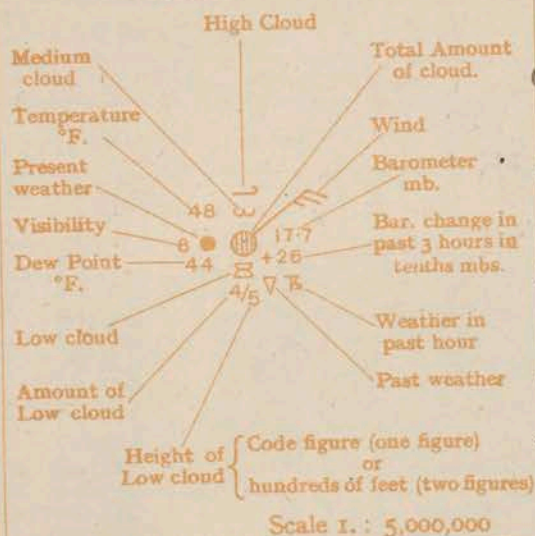 High Cloud
Medium
cloud
Total Amount
of cloud.
Temperature
°F.
Wind
Present
weather
Barometer
mb.
48
Visibility
8
17.7
Bar. change in
past 3 hours in
tenths mbs.
+26
Dew Point
°F.
44
4/5
Low cloud
Weather in
past hour
Amount of
Low cloud
Past weather
Height of
Low cloud
Code figure (one figure)
or
hundreds of feet (two figures)
Scale 1. : 5,000,000